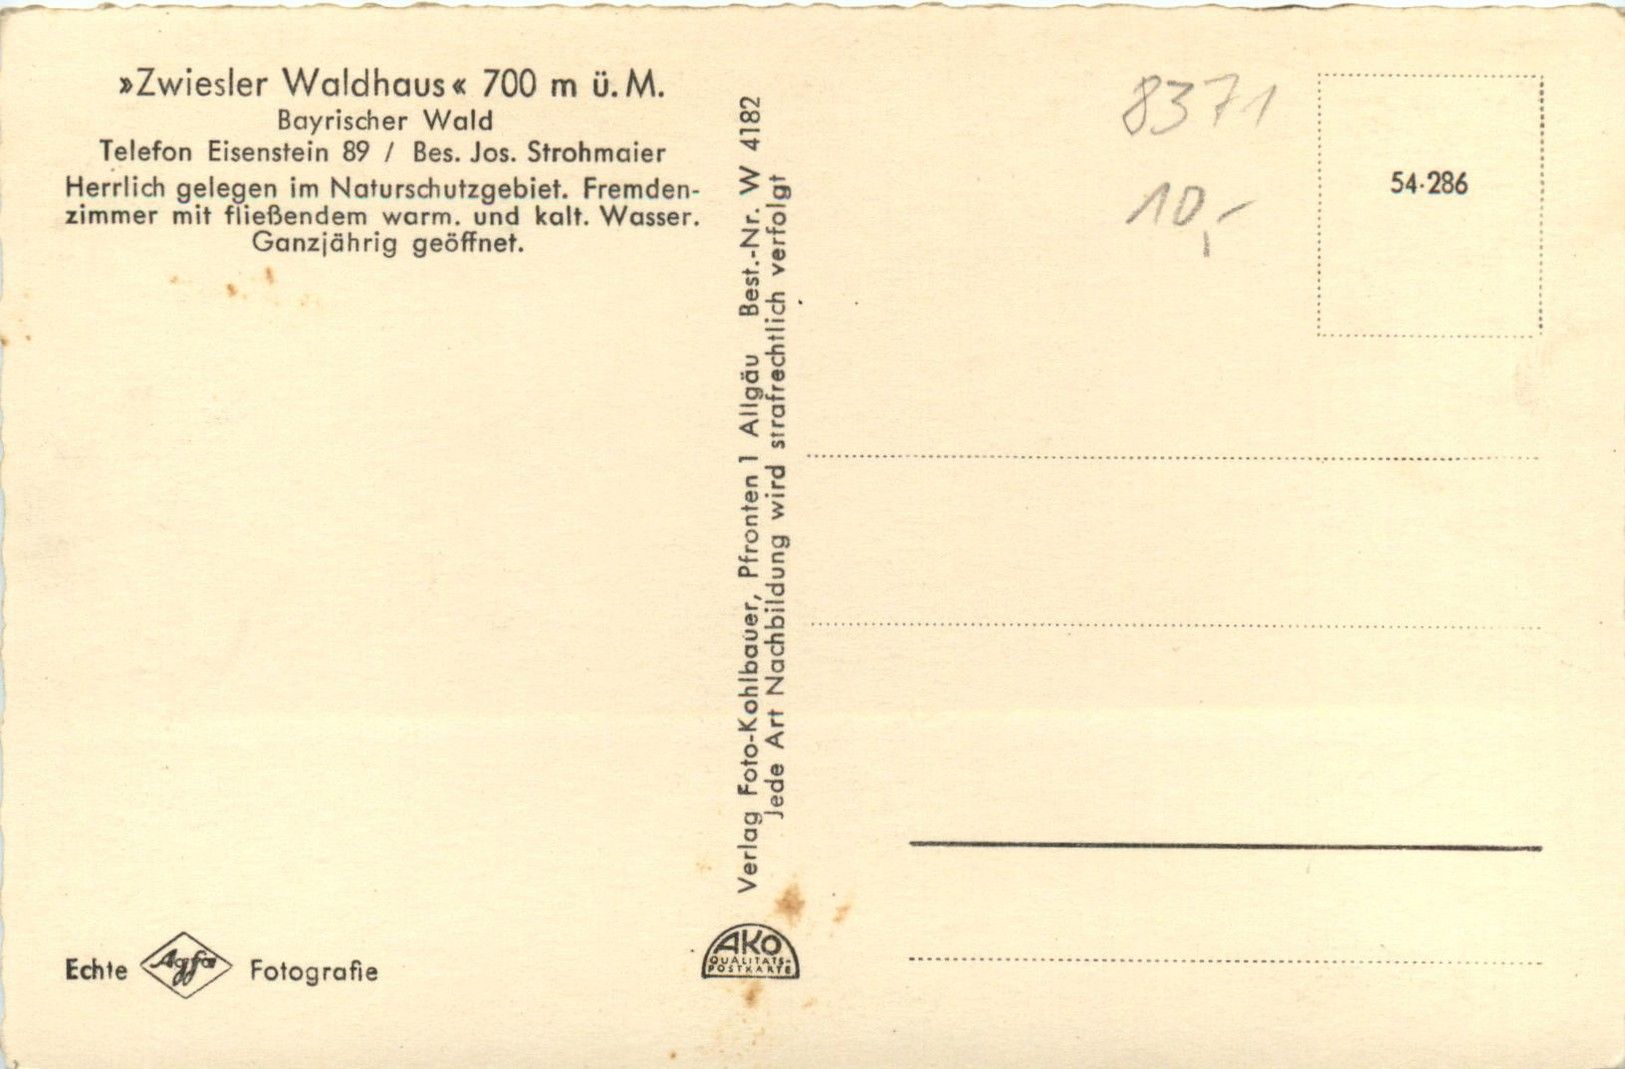 »Zwiesler Waldhaus« 700 m ü. M.
Bayrischer Wald
Telefon Eisenstein 89 / Bes. Jos. Strohmaier
Herrlich gelegen im Naturschutzgebiet. Fremden-
zimmer mit fließendem warm. und kalt. Wasser.
Ganzjährig geöffnet.
Echte Agfa Fotografie
Verlag Foto-Kohlbauer, Pfronten 1 Allgäu Best.-Nr. W 4182
Jede Art Nachbildung wird strafrechtlich verfolgt
AKO
QUALITÄTS-
POSTKARTE
8371
10,-
54·286